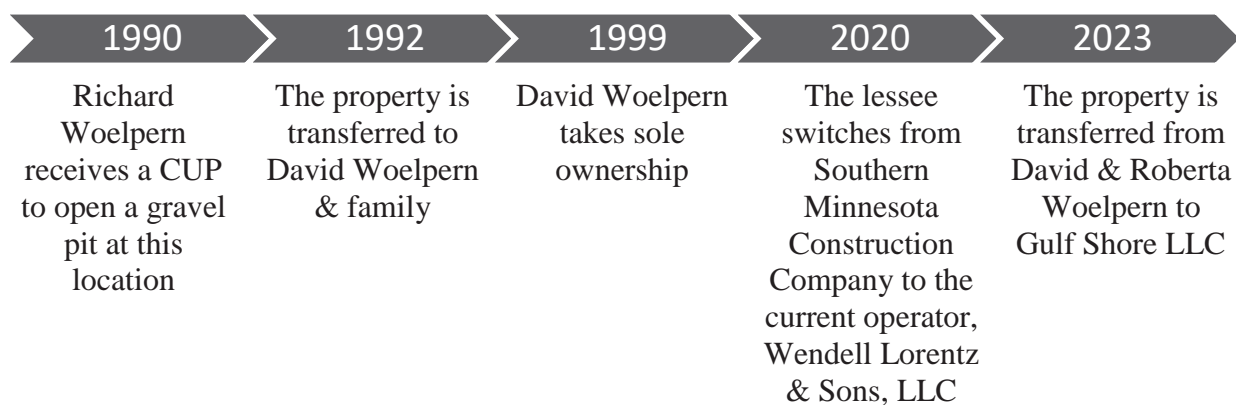 1990
Richard
Woelpern
receives a CUP
to open a gravel
pit at this
location
1992
The property is
transferred to
David Woelpern
& family
1999
David Woelpern
takes sole
ownership
2020
The lessee
switches from
Southern
Minnesota
Construction
Company to the
current operator,
Wendell Lorentz
& Sons, LLC
2023
The property is
transferred from
David & Roberta
Woelpern to
Gulf Shore LLC